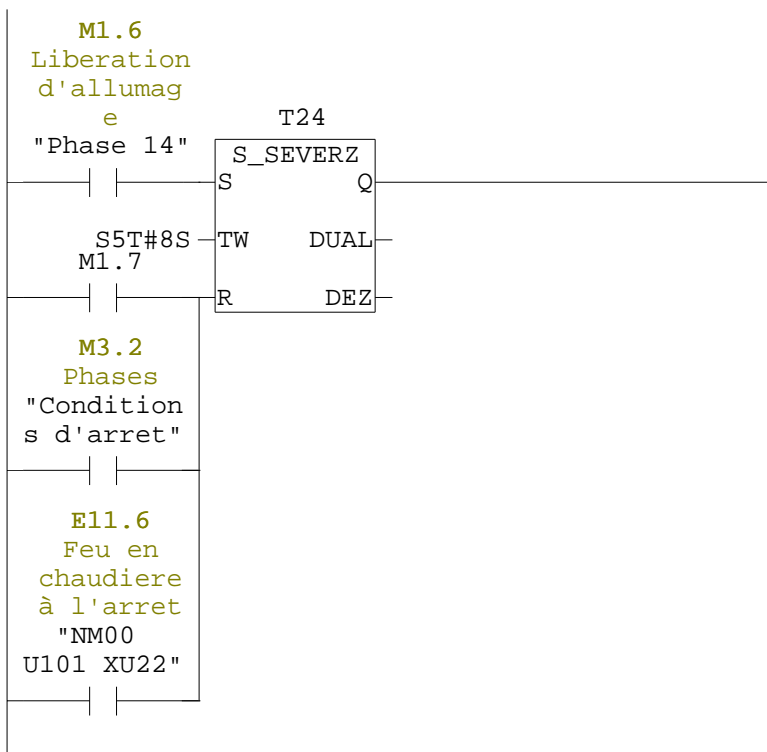 M1.6
Liberation
d'allumag
e
"Phase 14"
T24
S_SEVERZ
S Q
S5T#8S TW DUAL
M1.7
R DEZ
M3.2
Phases
"Condition
s d'arret"
E11.6
Feu en
chaudiere
à l'arret
"NM00
U101 XU22"